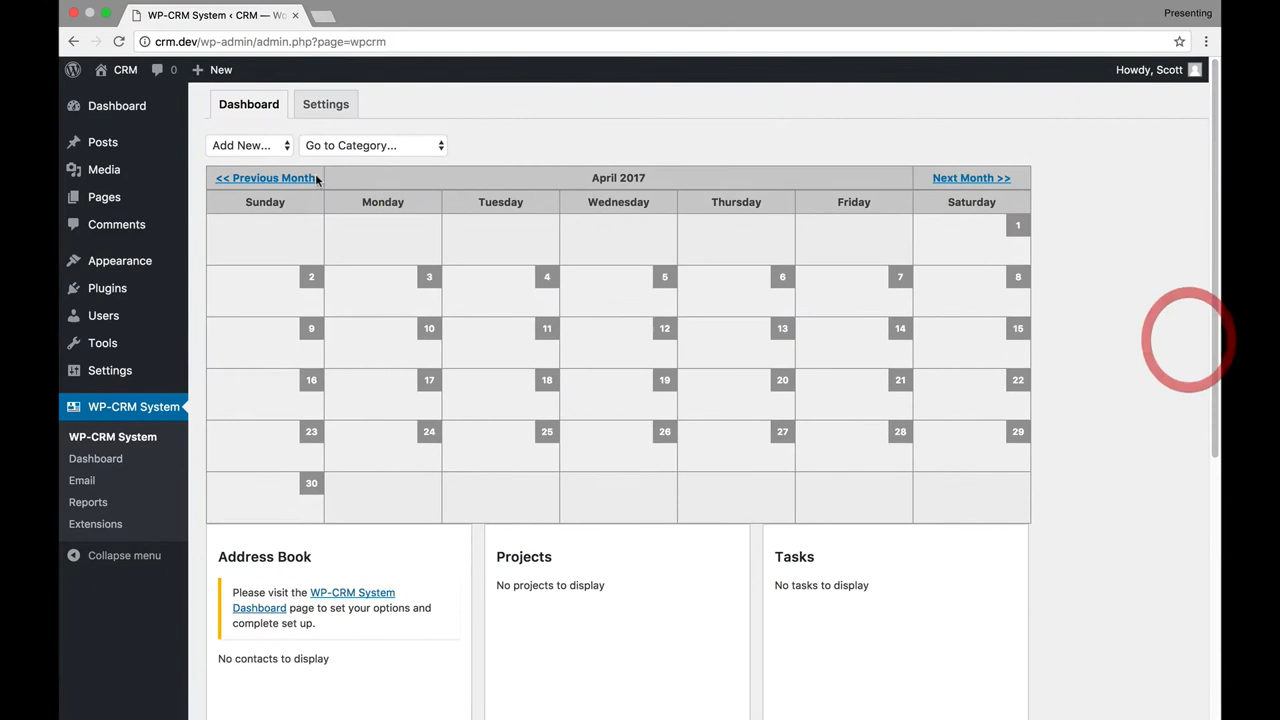 WP-CRM System ‹ CRM — Wo
Presenting
crm.dev/wp-admin/admin.php?page=wpcrm
CRM 0 New
Howdy, Scott
Dashboard
Posts
Media
Pages
Comments
Appearance
Plugins
Users
Tools
Settings
WP-CRM System
WP-CRM System
Dashboard
Email
Reports
Extensions
Collapse menu
Dashboard Settings
Add New... Go to Category...
<< Previous Month April 2017 Next Month >>
Sunday Monday Tuesday Wednesday Thursday Friday Saturday
1
2 3 4 5 6 7 8
9 10 11 12 13 14 15
16 17 18 19 20 21 22
23 24 25 26 27 28 29
30
Address Book
Please visit the WP-CRM System
Dashboard page to set your options and
complete set up.
No contacts to display
Projects
No projects to display
Tasks
No tasks to display